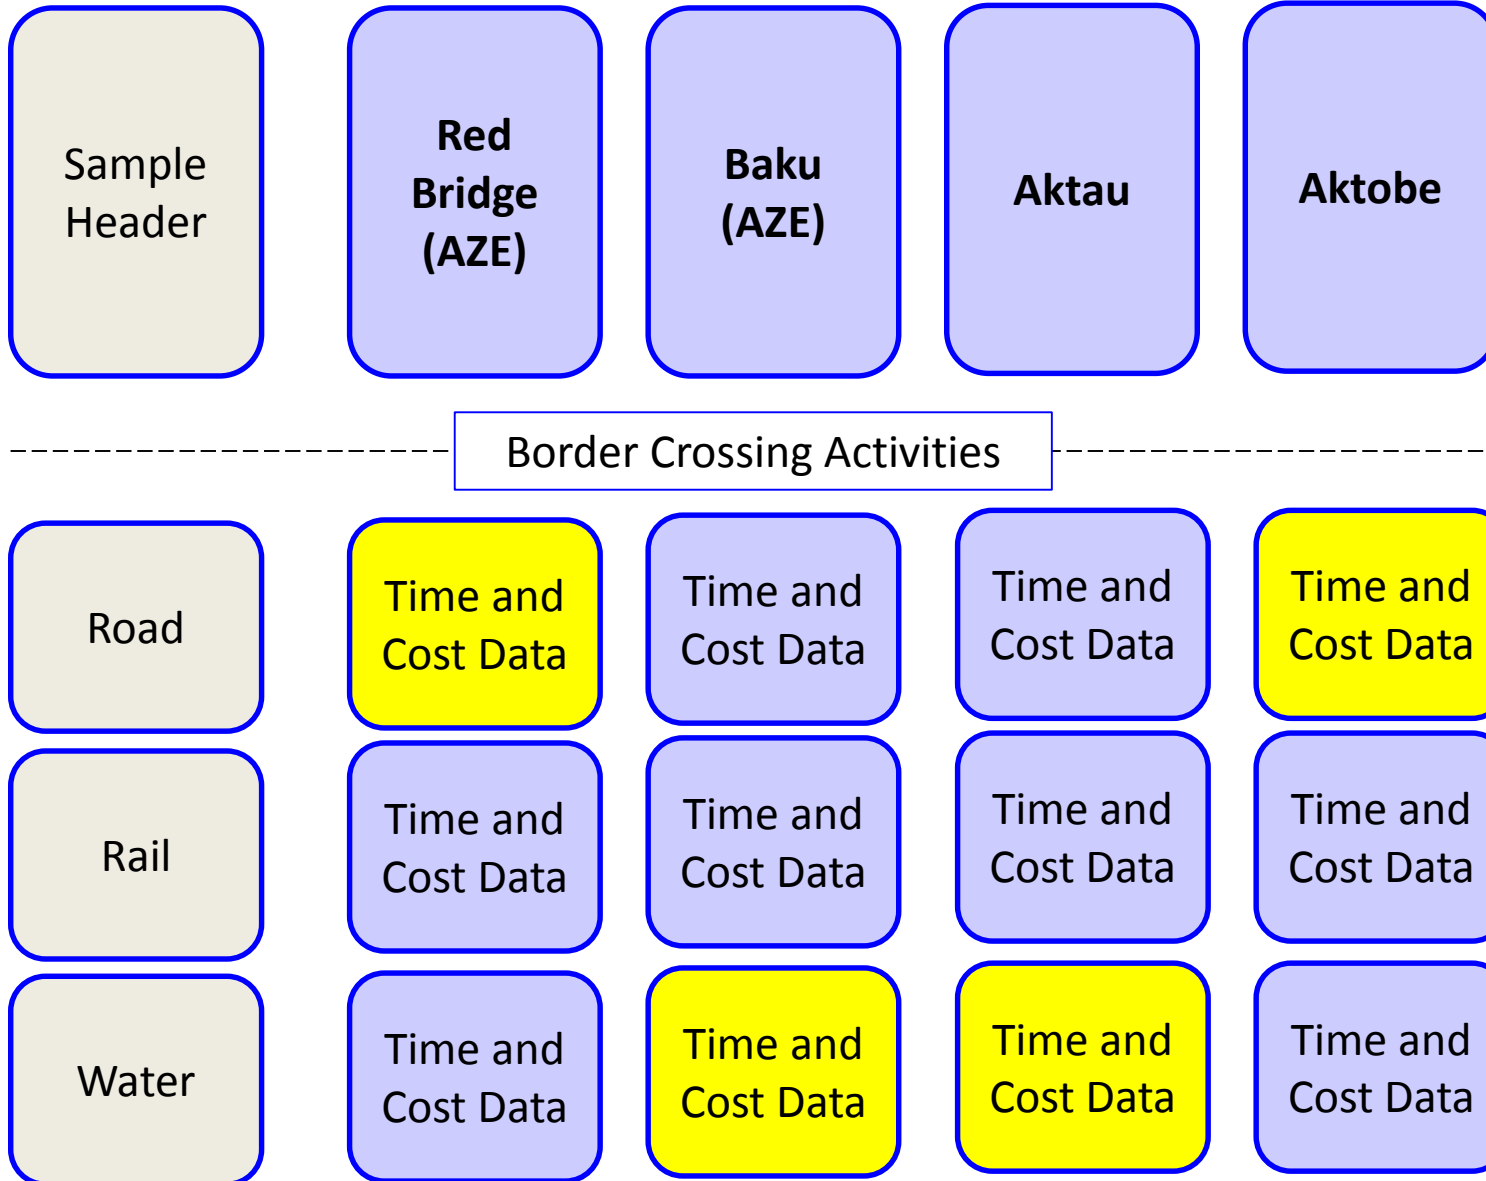 Sample
Header
Red
Bridge
(AZE)
Baku
(AZE)
Aktau
Aktobe
Border Crossing Activities
Road
Time and
Cost Data
Time and
Cost Data
Time and
Cost Data
Time and
Cost Data
Rail
Time and
Cost Data
Time and
Cost Data
Time and
Cost Data
Time and
Cost Data
Water
Time and
Cost Data
Time and
Cost Data
Time and
Cost Data
Time and
Cost Data